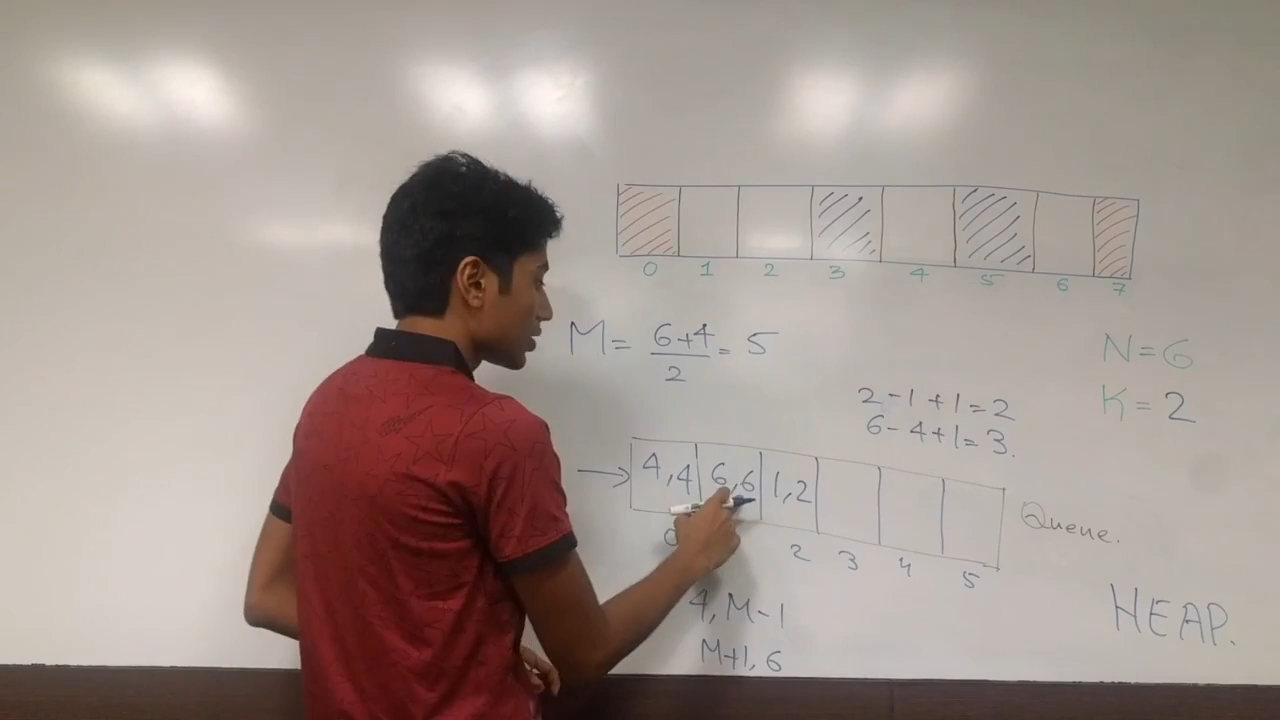 0 1 2 3 4 5 6 7
M = 6+4 / 2 = 5
N=6
K=2
2-1+1=2
6-4+1=3.
4,4 6,6 1,2
Queue.
0 2 3 4 5
4, M-1
M+1, 6
HEAP.